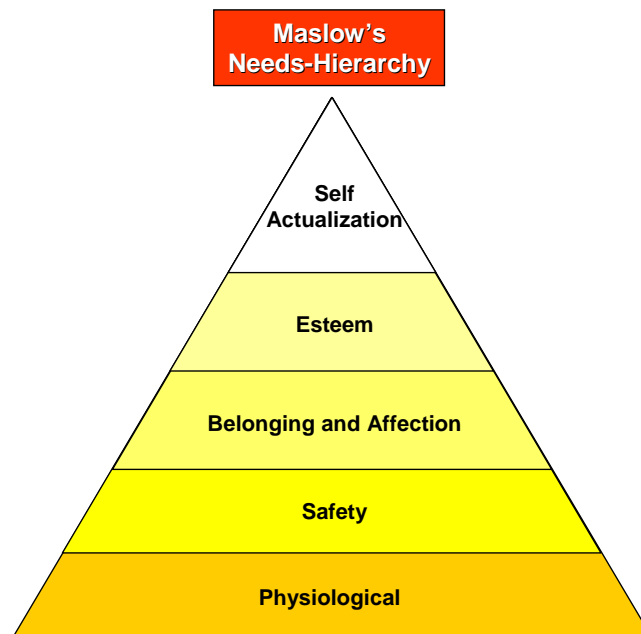 Maslow's
Needs-Hierarchy
Self
Actualization
Esteem
Belonging and Affection
Safety
Physiological